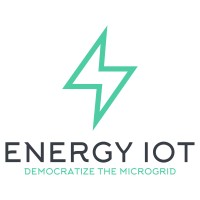 ENERGY IOT
DEMOCRATIZE THE MICROGRID